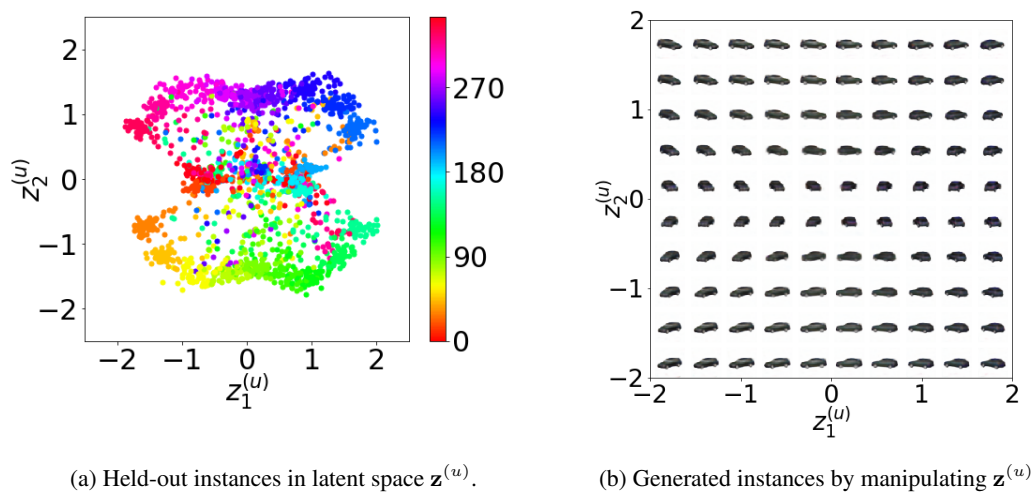 2
1
0
−1
−2
z_2^{(u)}
−2 −1 0 1 2
z_1^{(u)}
270
180
90
0
2
1
0
−1
−2
z_2^{(u)}
−2 −1 0 1 2
z_1^{(u)}
(a) Held-out instances in latent space z^{(u)}.
(b) Generated instances by manipulating z^{(u)}